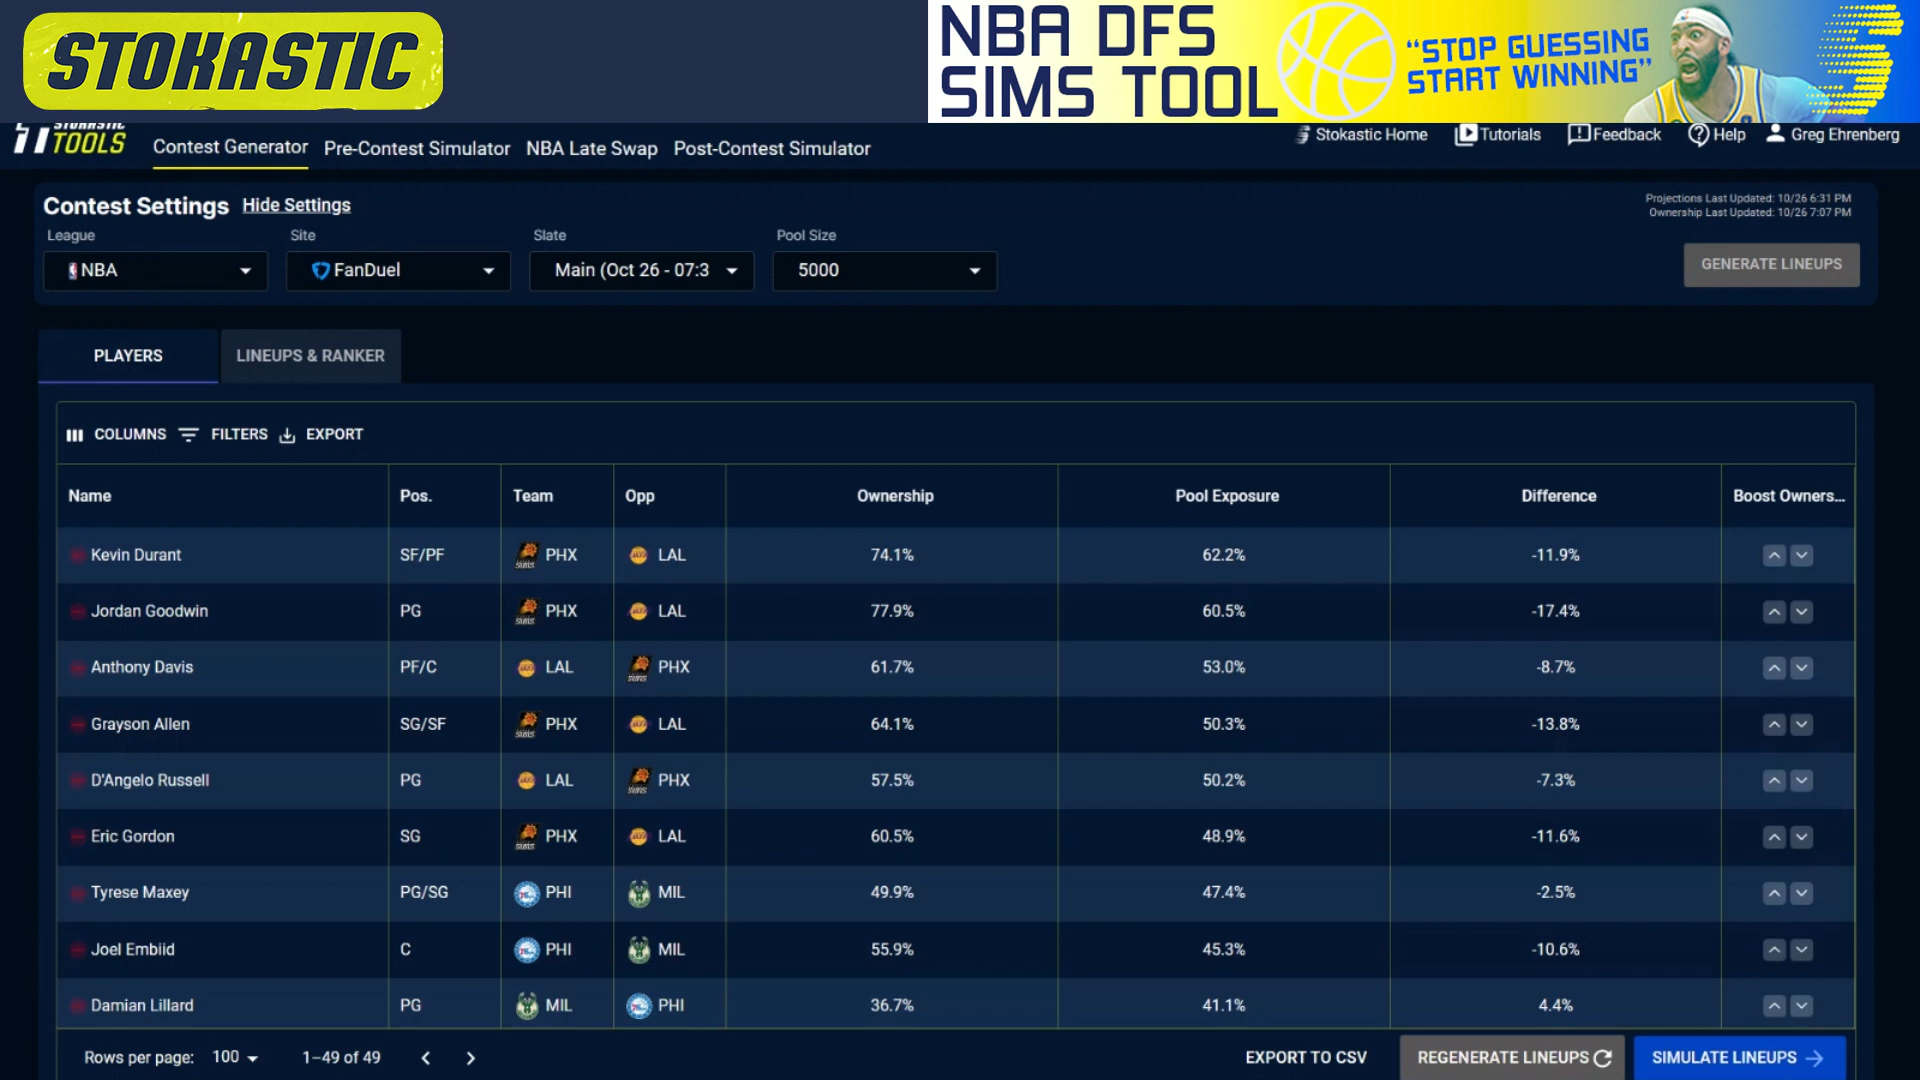 STOKASTIC
NBA DFS
SIMS TOOL
“STOP GUESSING
START WINNING”
STOKASTIC
TOOLS
Contest Generator Pre-Contest Simulator NBA Late Swap Post-Contest Simulator
Stokastic Home Tutorials Feedback Help Greg Ehrenberg
Contest Settings Hide Settings
Projections Last Updated: 10/26 6:31 PM
Ownership Last Updated: 10/26 7:07 PM
League Site Slate Pool Size
NBA FanDuel Main (Oct 26 - 07:3 5000
GENERATE LINEUPS
PLAYERS LINEUPS & RANKER
COLUMNS FILTERS EXPORT
Name Pos. Team Opp Ownership Pool Exposure Difference Boost Owners...
Kevin Durant SF/PF PHX LAL 74.1% 62.2% -11.9%
Jordan Goodwin PG PHX LAL 77.9% 60.5% -17.4%
Anthony Davis PF/C LAL PHX 61.7% 53.0% -8.7%
Grayson Allen SG/SF PHX LAL 64.1% 50.3% -13.8%
D'Angelo Russell PG LAL PHX 57.5% 50.2% -7.3%
Eric Gordon SG PHX LAL 60.5% 48.9% -11.6%
Tyrese Maxey PG/SG PHI MIL 49.9% 47.4% -2.5%
Joel Embiid C PHI MIL 55.9% 45.3% -10.6%
Damian Lillard PG MIL PHI 36.7% 41.1% 4.4%
Rows per page: 100 1–49 of 49 EXPORT TO CSV REGENERATE LINEUPS SIMULATE LINEUPS